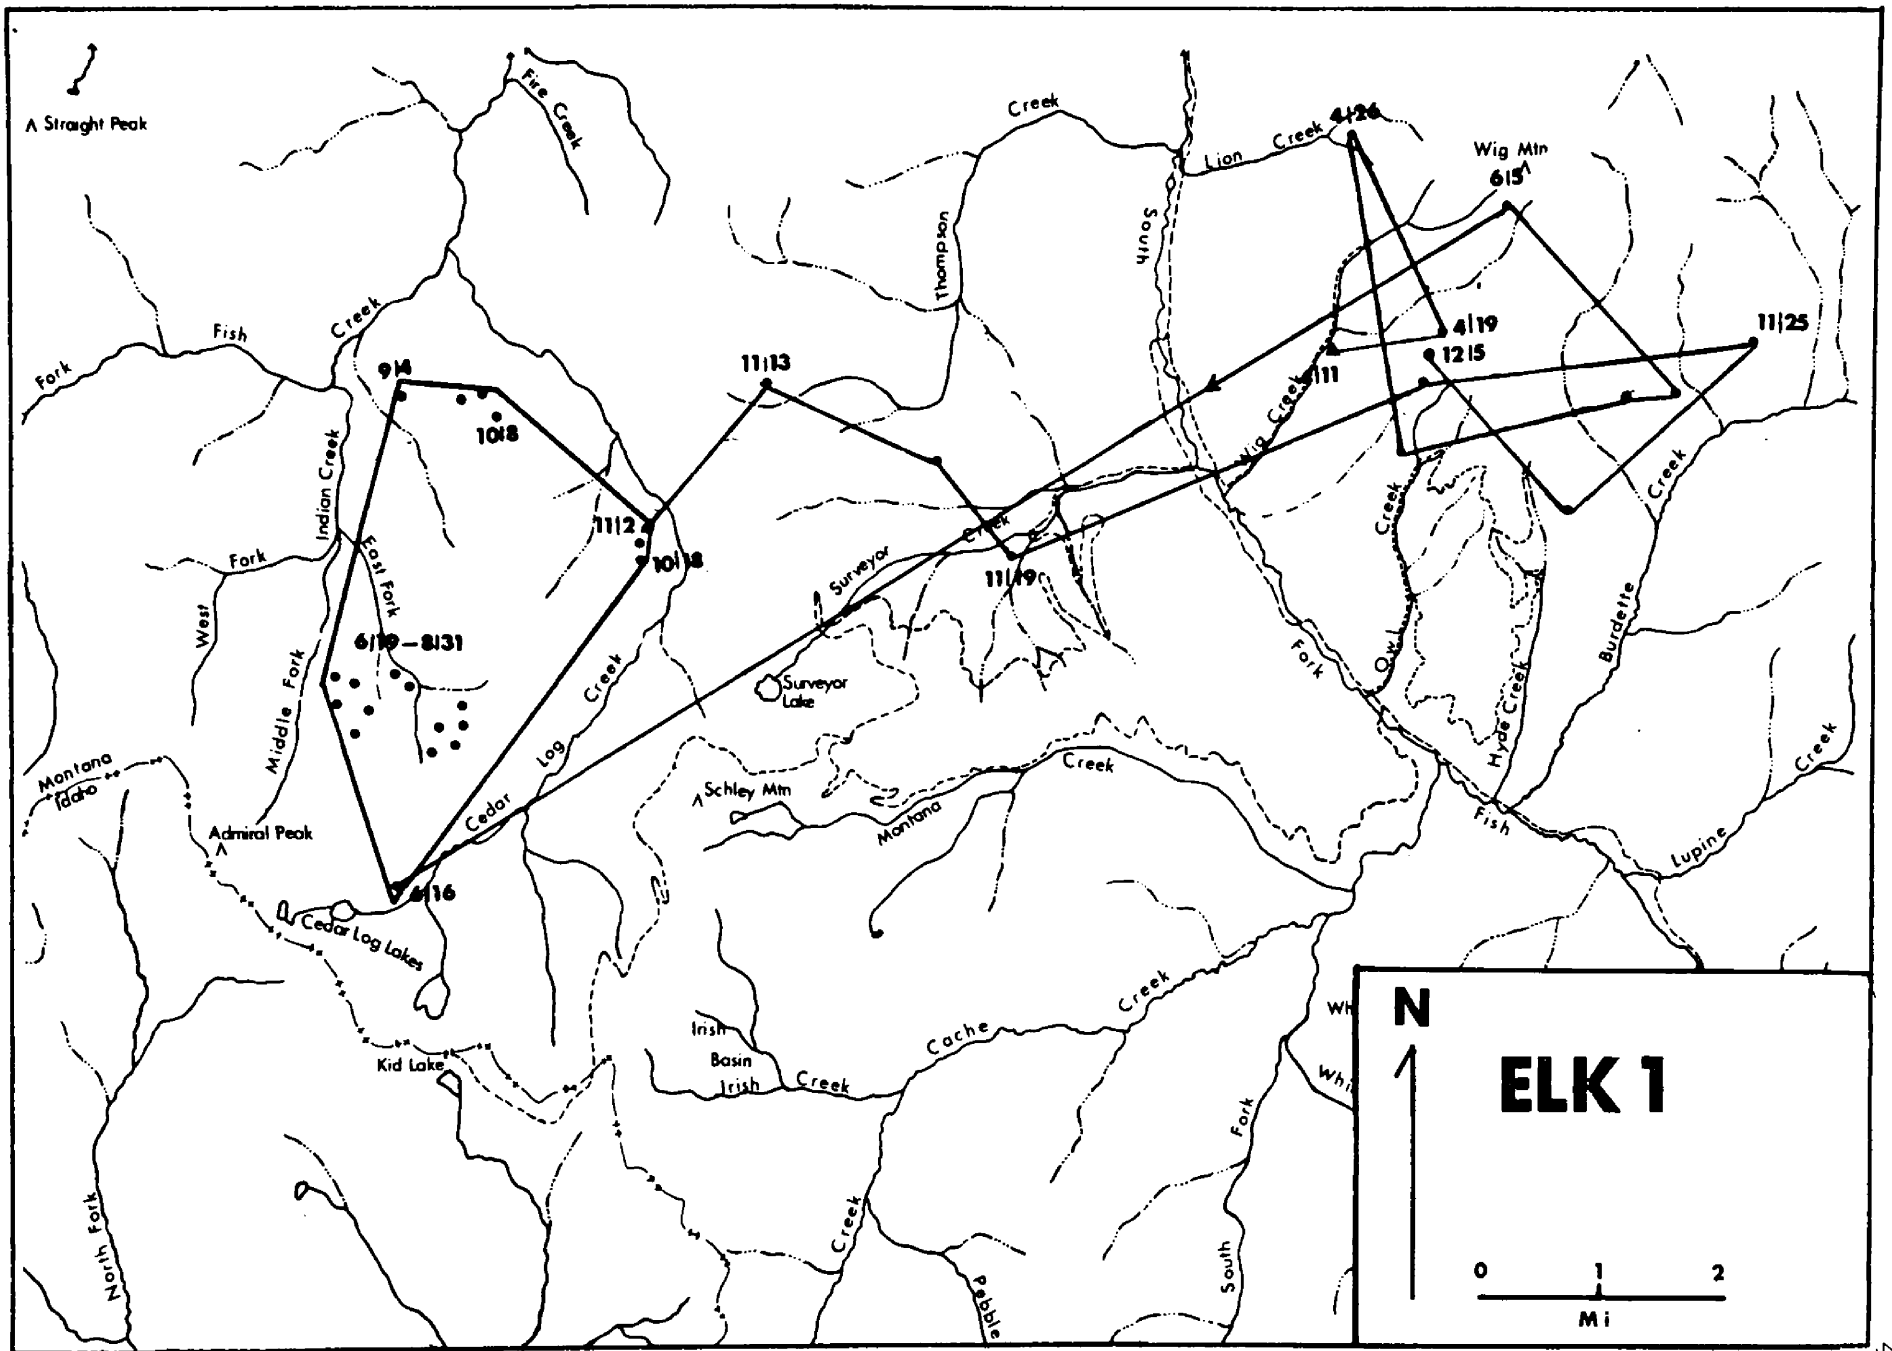 Straight Peak
Fire Creek
Creek
4|26
Lion Creek
Wig Mtn
6|5
South
Thompson
Fish
Creek
Fork
9|4
11|13
4|19
12|5
11|25
Wig Creek
10|8
Indian Creek
11|2
10|18
Creek
Surveyor
11|19
Creek
Creek
Fork
East Fork
West
6|19–8|31
Middle Fork
Surveyor
Lake
Creek
Log
Cedar
Fork
Owl
Hyde Creek
Burdette
Creek
Montana
Idaho
Schley Mtn
Creek
Montana
Admiral Peak
Fish
Lupine
6|16
Cedar Log Lakes
Creek
Irish
Basin
Irish Creek
Cache
Kid Lake
Wh
Whi
Fork
South
North Fork
Creek
Pebble
N
ELK 1
0 1 2
Mi